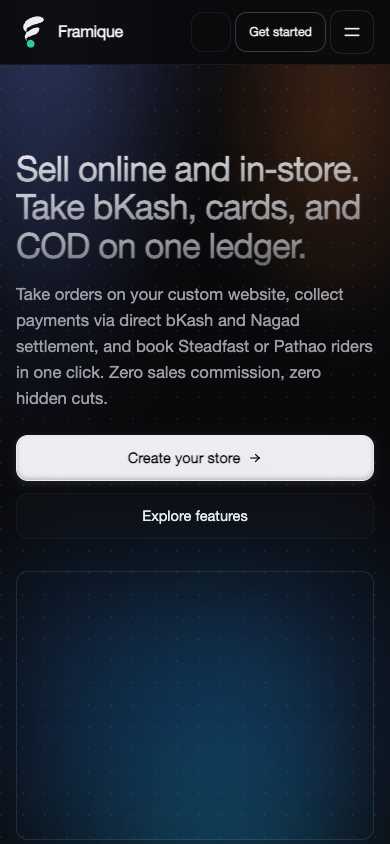 Framique
Get started
Sell online and in-store.
Take bKash, cards, and
COD on one ledger.
Take orders on your custom website, collect
payments via direct bKash and Nagad
settlement, and book Steadfast or Pathao riders
in one click. Zero sales commission, zero
hidden cuts.
Create your store →
Explore features